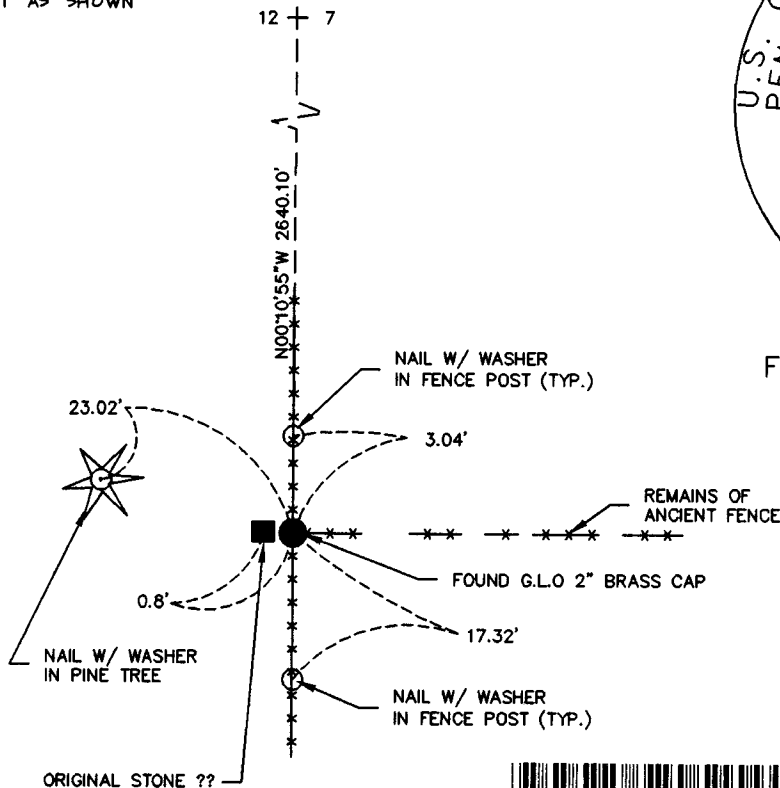 T AS SHOWN
12 7
U.S.
N00°10'55"W 2640.10'
NAIL W/ WASHER
IN FENCE POST (TYP.)
23.02'
3.04'
REMAINS OF
ANCIENT FENCE
FOUND G.L.O 2" BRASS CAP
0.8'
17.32'
NAIL W/ WASHER
IN PINE TREE
NAIL W/ WASHER
IN FENCE POST (TYP.)
ORIGINAL STONE ??
F